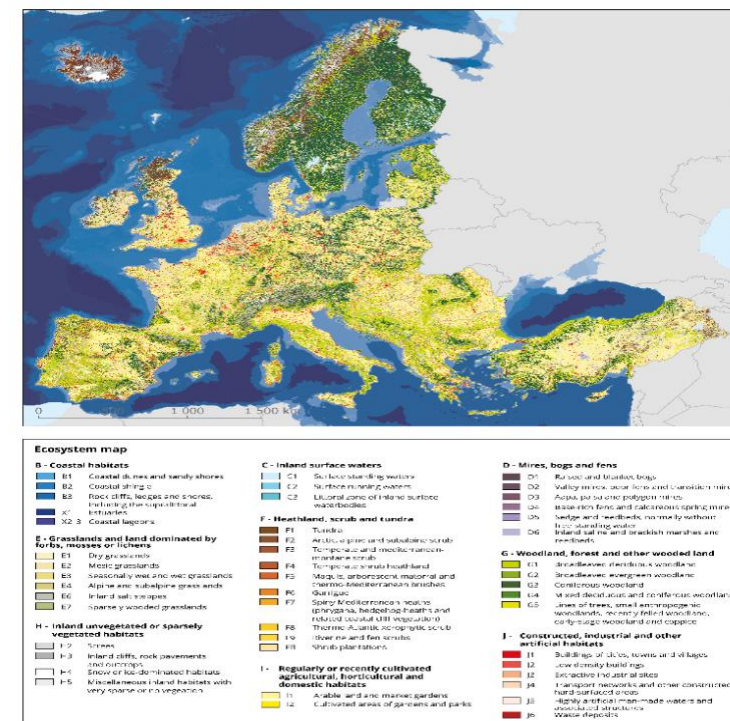 0 500 1 000 1 500 km
Ecosystem map
B - Coastal habitats
B1 Coastal dunes and sandy shores
B2 Coastal shingle
B3 Rock cliffs, ledges and shores,
including the supralittoral
X1 Estuaries
X2-3 Coastal lagoons
E - Grasslands and land dominated by
forbs, mosses or lichens
E1 Dry grasslands
E2 Mesic grasslands
E3 Seasonally wet and wet grasslands
E4 Alpine and subalpine grasslands
E6 Inland salt steppes
E7 Sparsely wooded grasslands
H - Inland unvegetated or sparsely
vegetated habitats
H2 Screes
H3 Inland cliffs, rock pavements
and outcrops
H4 Snow or ice-dominated habitats
H5 Miscellaneous inland habitats with
very sparse or no vegetation
C - Inland surface waters
C1 Surface standing waters
C2 Surface running waters
C3 Littoral zone of inland surface
waterbodies
F - Heathland, scrub and tundra
F1 Tundra
F2 Arctic, alpine and subalpine scrub
F3 Temperate and mediterranean-
montane scrub
F4 Temperate shrub heathland
F5 Maquis, arborescent matorral and
thermo-Mediterranean brushes
F6 Garrigue
F7 Spiny Mediterranean heaths
(phrygana, hedgehog-heaths and
related coastal cliff vegetation)
F8 Thermo-Atlantic xerophytic scrub
F9 Riverine and fen scrubs
FB Shrub plantations
I - Regularly or recently cultivated
agricultural, horticultural and
domestic habitats
I1 Arable land and market gardens
I2 Cultivated areas of gardens and parks
D - Mires, bogs and fens
D1 Raised and blanket bogs
D2 Valley mires, poor fens and transition mires
D3 Aapa, palsa and polygon mires
D4 Base-rich fens and calcareous spring mires
D5 Sedge and reedbeds, normally without
free-standing water
D6 Inland saline and brackish marshes and
reedbeds
G - Woodland, forest and other wooded land
G1 Broadleaved deciduous woodland
G2 Broadleaved evergreen woodland
G3 Coniferous woodland
G4 Mixed deciduous and coniferous woodland
G5 Lines of trees, small anthropogenic
woodlands, recently felled woodland,
early-stage woodland and coppice
J - Constructed, industrial and other
artificial habitats
J1 Buildings of cities, towns and villages
J2 Low density buildings
J3 Extractive industrial sites
J4 Transport networks and other constructed
hard-surfaced areas
J5 Highly artificial man-made waters and
associated structures
J6 Waste deposits